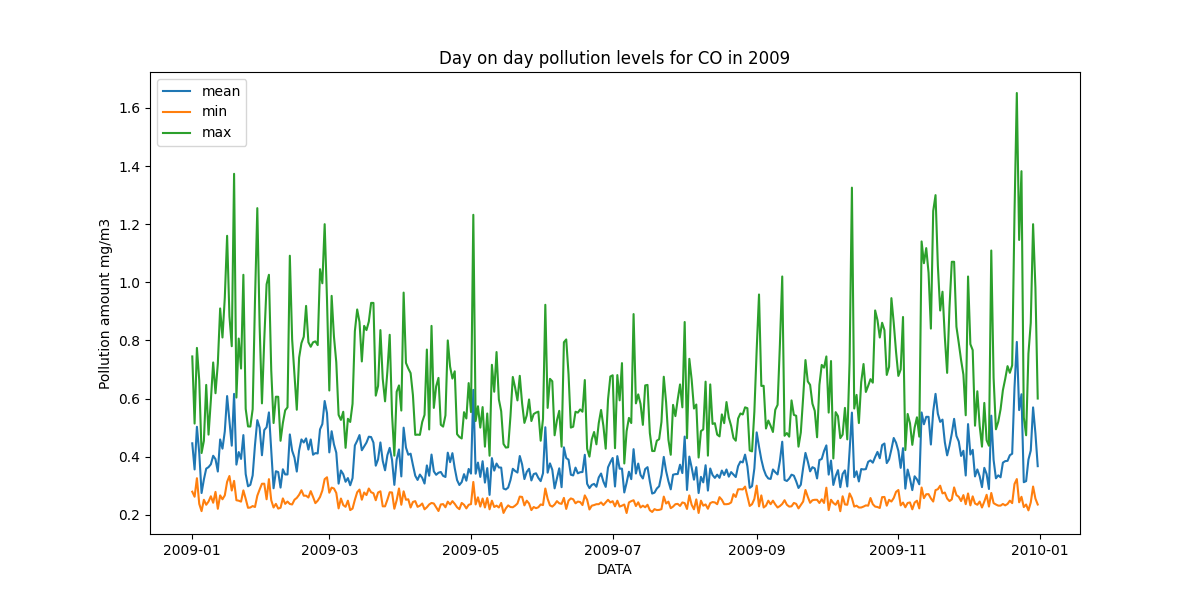 Day on day pollution levels for CO in 2009
mean
min
max
Pollution amount mg/m3
1.6
1.4
1.2
1.0
0.8
0.6
0.4
0.2
2009-01 2009-03 2009-05 2009-07 2009-09 2009-11 2010-01
DATA